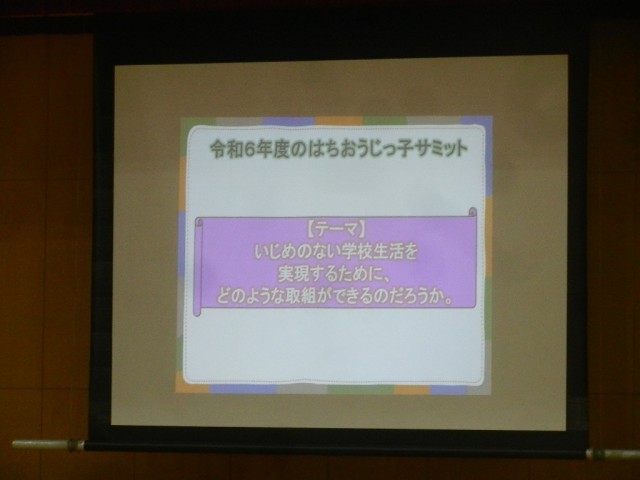 令和6年度のはちおうじっ子サミット
【テーマ】
いじめのない学校生活を
実現するために、
どのような取組ができるのだろうか。